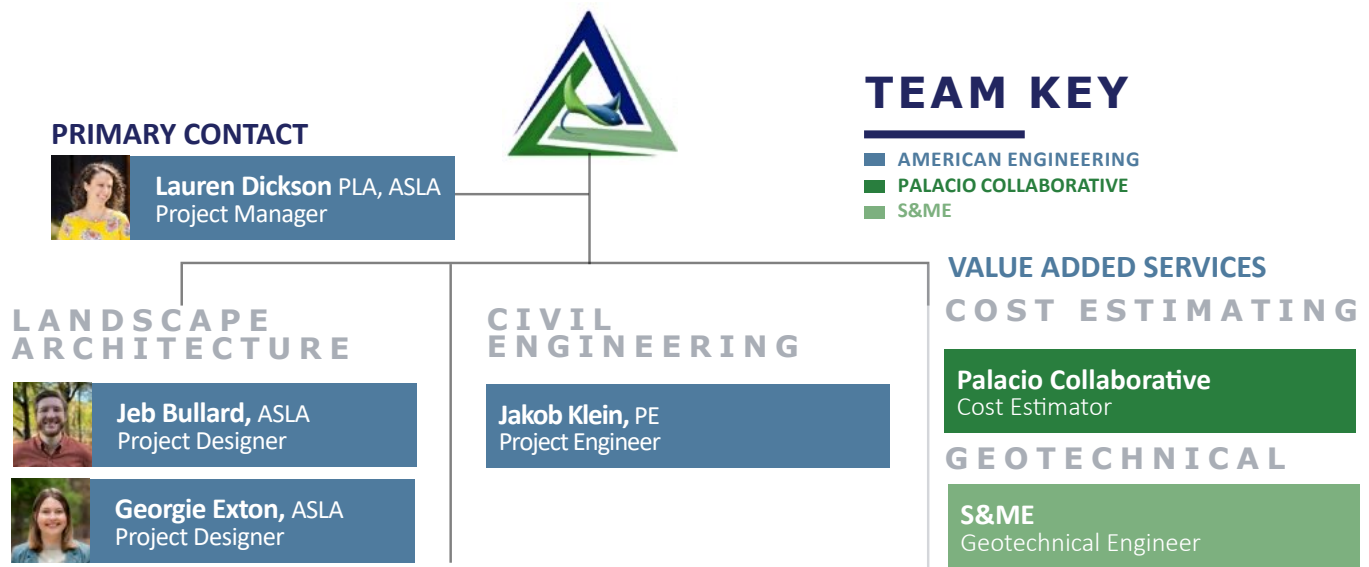 PRIMARY CONTACT
Lauren Dickson PLA, ASLA
Project Manager
TEAM KEY
AMERICAN ENGINEERING
PALACIO COLLABORATIVE
S&ME
LANDSCAPE
ARCHITECTURE
Jeb Bullard, ASLA
Project Designer
Georgie Exton, ASLA
Project Designer
CIVIL
ENGINEERING
Jakob Klein, PE
Project Engineer
VALUE ADDED SERVICES
COST ESTIMATING
Palacio Collaborative
Cost Estimator
GEOTECHNICAL
S&ME
Geotechnical Engineer